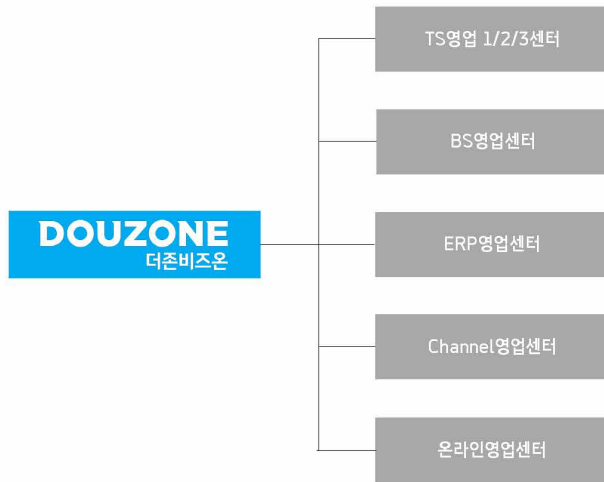 TS영업 1/2/3센터
BS영업센터
DOUZONE
더존비즈온
ERP영업센터
Channel영업센터
온라인영업센터